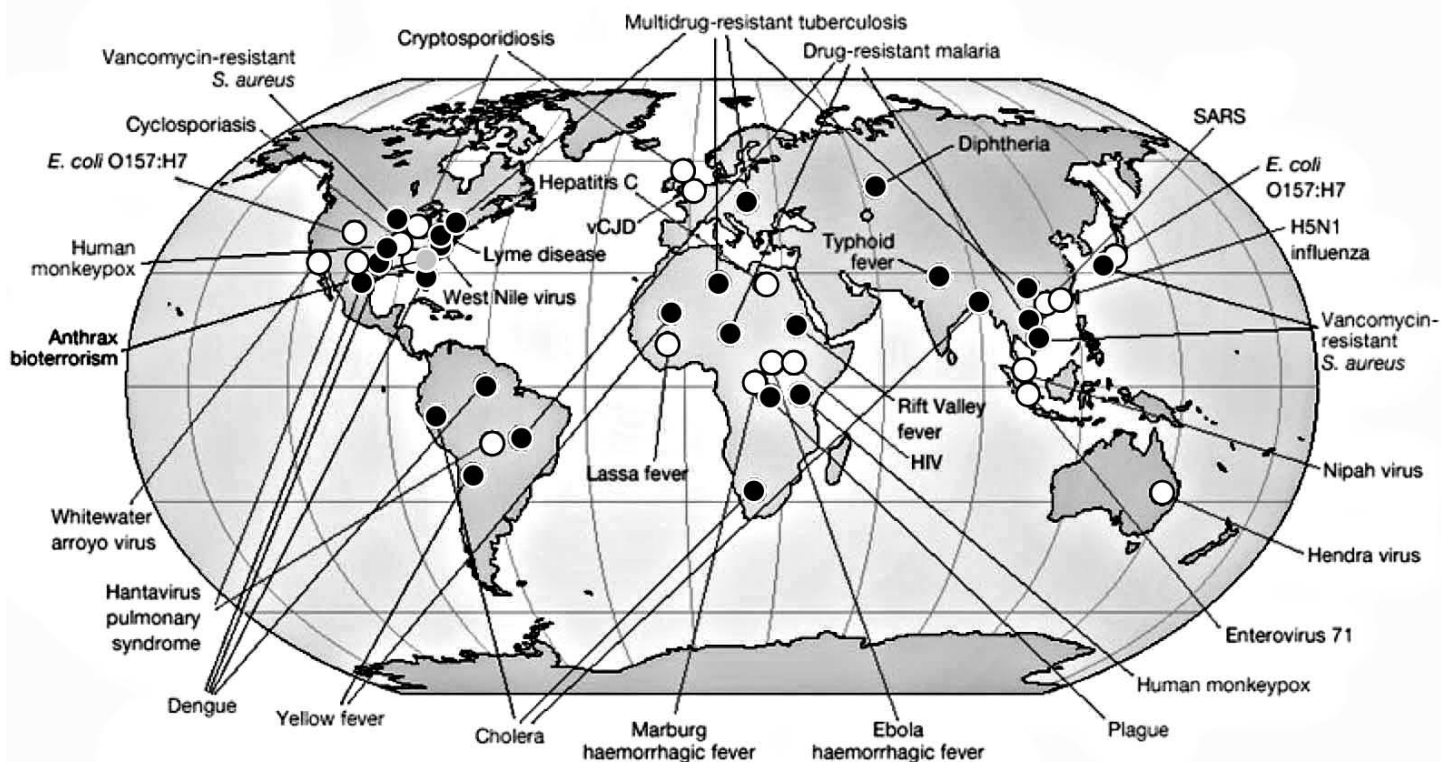 Multidrug-resistant tuberculosis
Cryptosporidiosis
Drug-resistant malaria
Vancomycin-resistant
S. aureus
SARS
Cyclosporiasis
Diphtheria
E. coli O157:H7
E. coli
O157:H7
Hepatitis C
vCJD
H5N1
influenza
Human
monkeypox
Lyme disease
Typhoid
fever
West Nile virus
Anthrax
bioterrorism
Vancomycin-
resistant
S. aureus
Rift Valley
fever
HIV
Lassa fever
Nipah virus
Whitewater
arroyo virus
Hendra virus
Hantavirus
pulmonary
syndrome
Enterovirus 71
Human monkeypox
Dengue
Yellow fever
Cholera
Marburg
haemorrhagic fever
Ebola
haemorrhagic fever
Plague